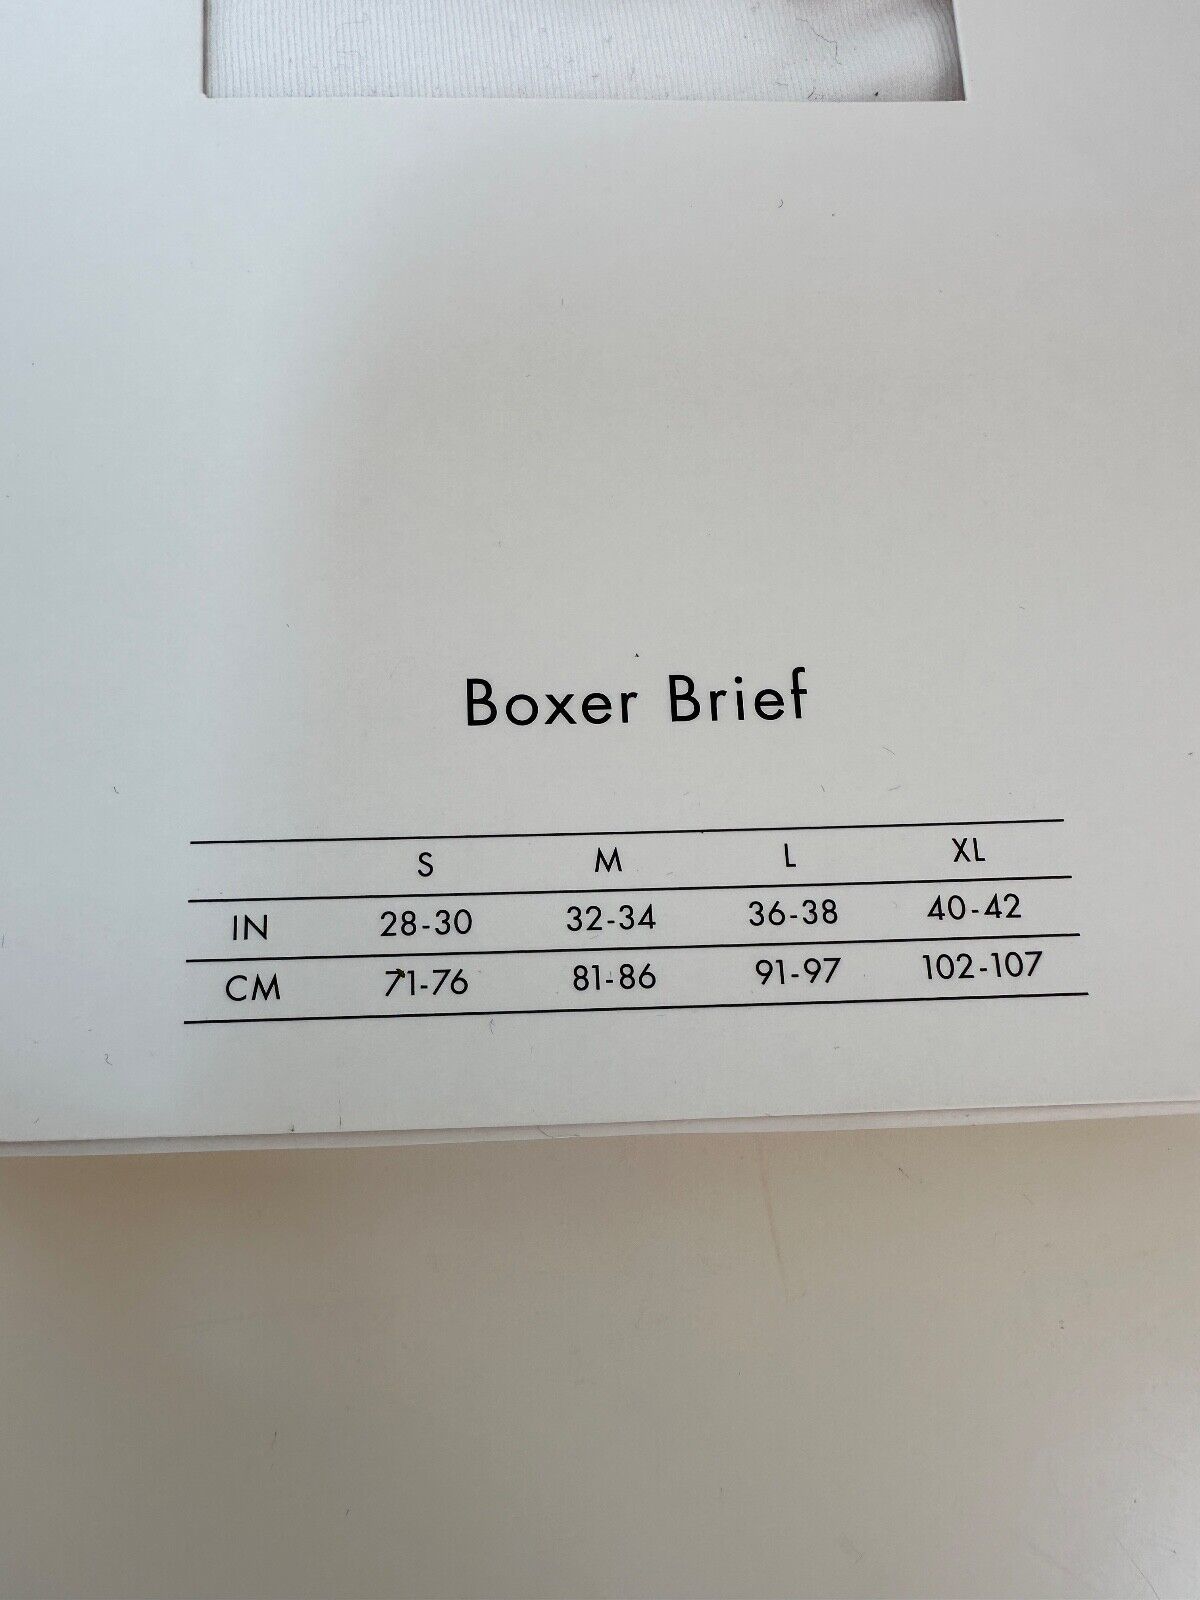 Boxer Brief
S M L XL
IN 28-30 32-34 36-38 40-42
CM 71-76 81-86 91-97 102-107